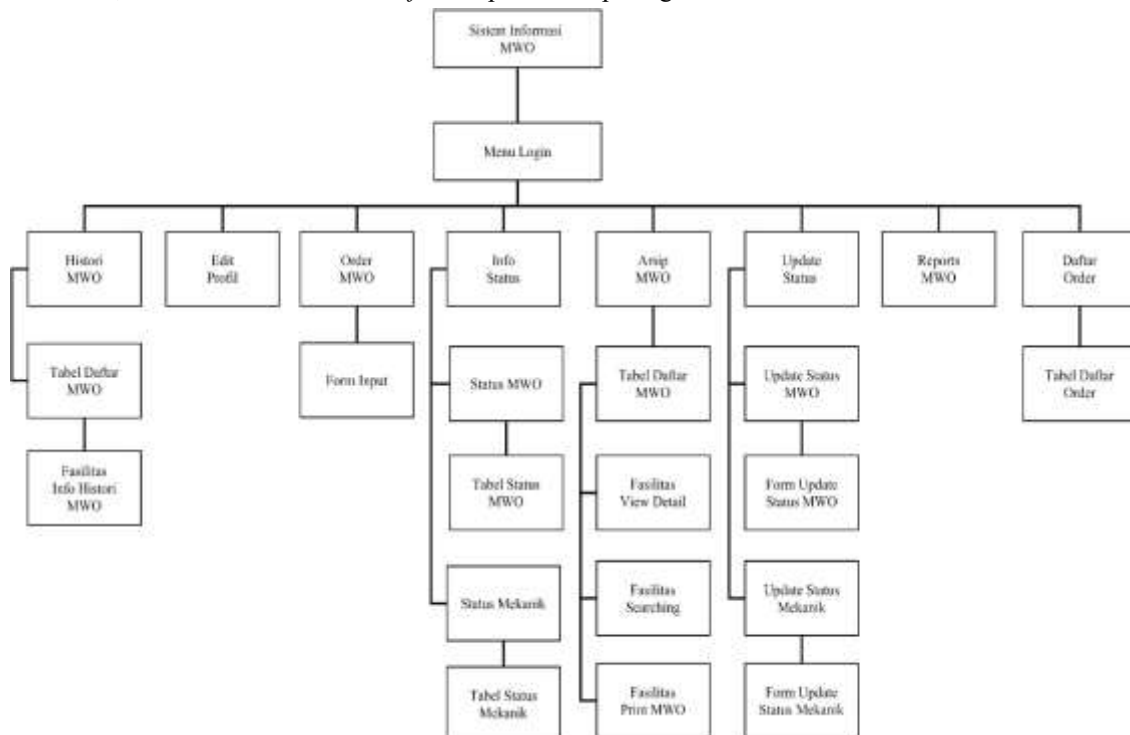 Sistem Informasi
MWO
Menu Login
Histori
MWO
Edit
Profil
Order
MWO
Info
Status
Arsip
MWO
Update
Status
Reports
MWO
Daftar
Order
Tabel Daftar
MWO
Form Input
Status MWO
Tabel Daftar
MWO
Update Status
MWO
Tabel Daftar
Order
Fasilitas
Info Histori
MWO
Tabel Status
MWO
Fasilitas
View Detail
Form Update
Status MWO
Status Mekanik
Fasilitas
Searching
Update Status
Mekanik
Tabel Status
Mekanik
Fasilitas
Print MWO
Form Update
Status Mekanik